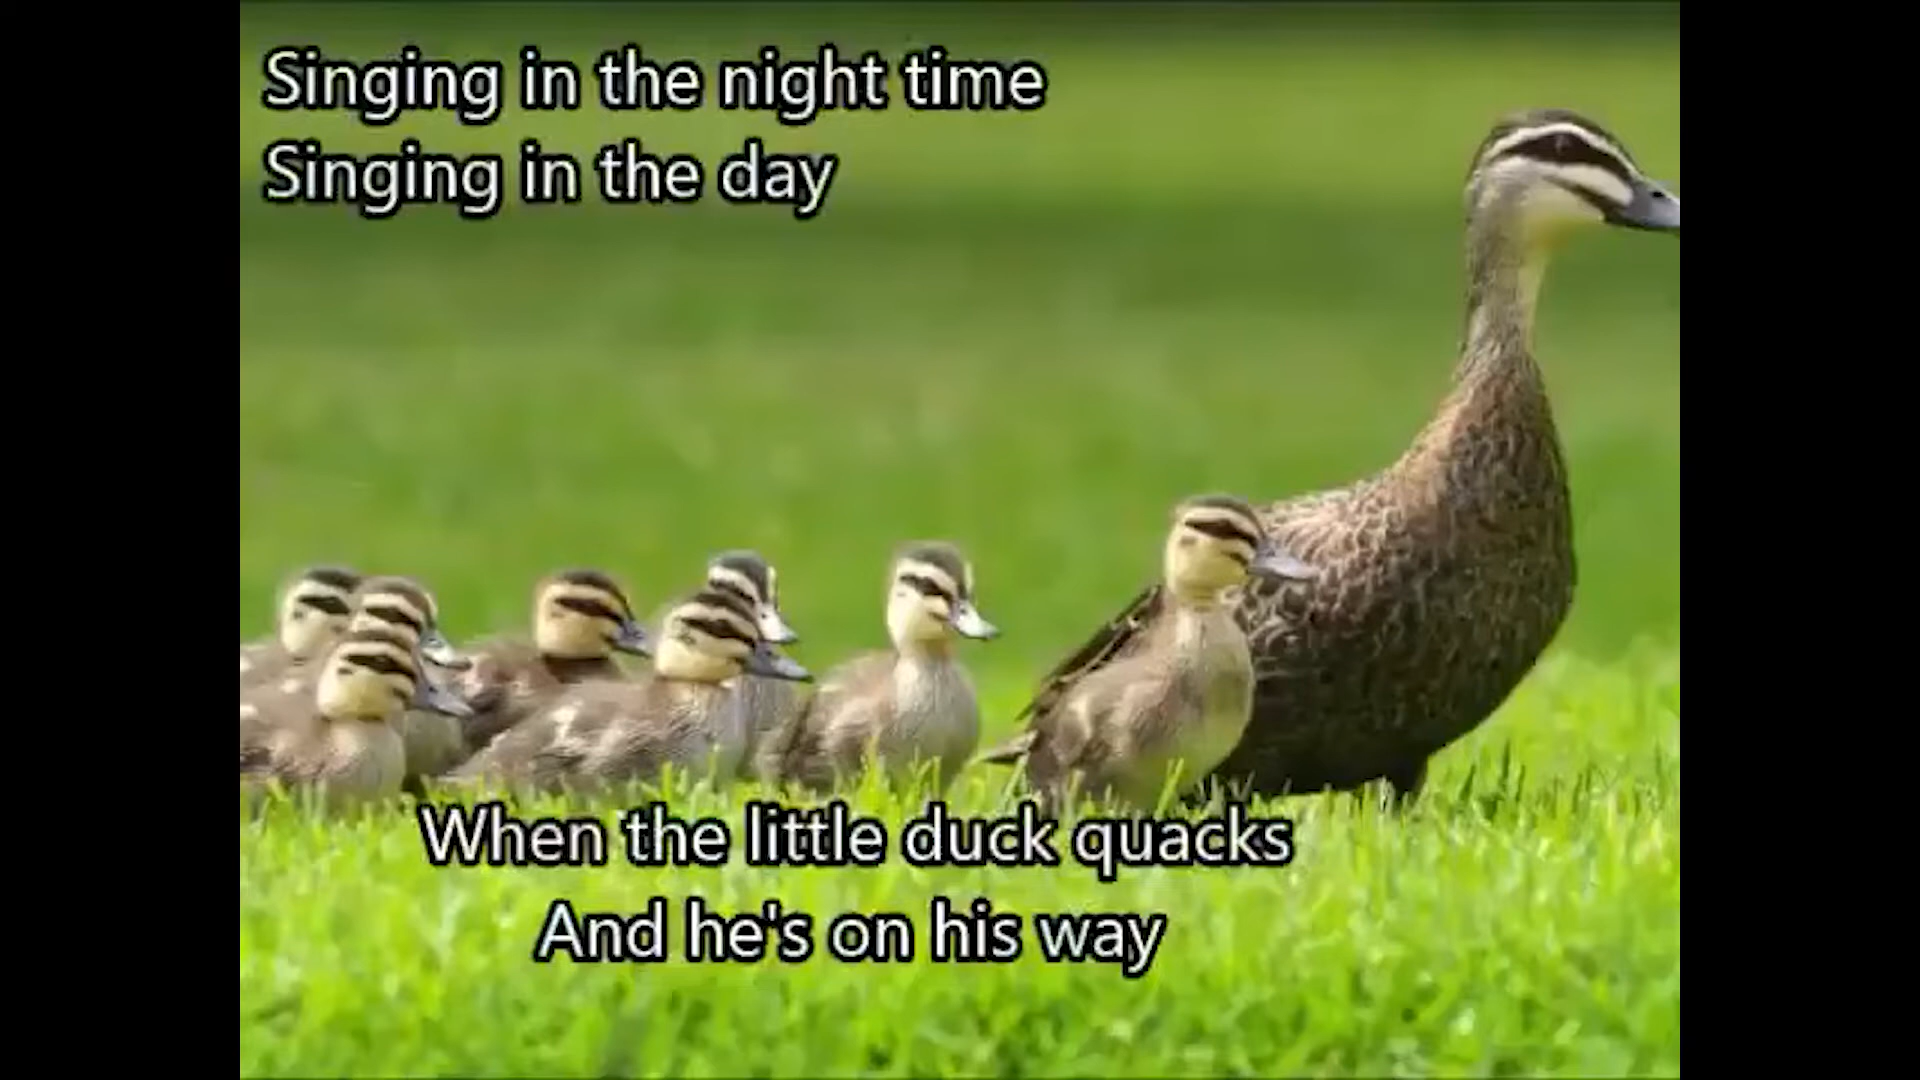 Singing in the night time
Singing in the day
When the little duck quacks
And he's on his way